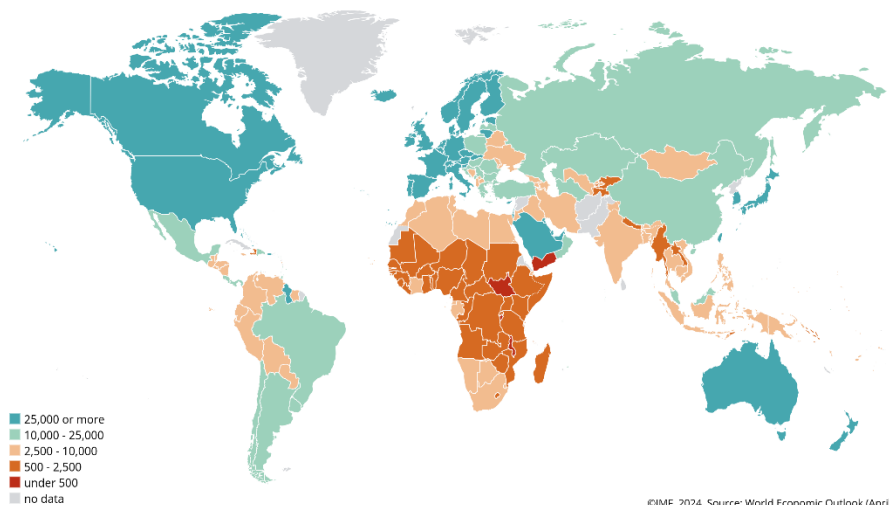 25,000 or more
10,000 - 25,000
2,500 - 10,000
500 - 2,500
under 500
no data
©IMF, 2024, Source: World Economic Outlook (Apri